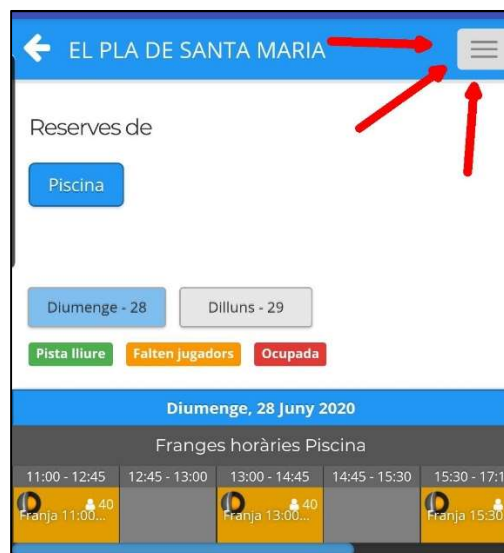 EL PLA DE SANTA MARIA
Reserves de
Piscina
Diumenge - 28 Dilluns - 29
Pista lliure Falten jugadors Ocupada
Diumenge, 28 Juny 2020
Franges horàries Piscina
11:00 - 12:45 12:45 - 13:00 13:00 - 14:45 14:45 - 15:30 15:30 - 17:1
40 40
Franja 11:00... Franja 13:00... Franja 15:30